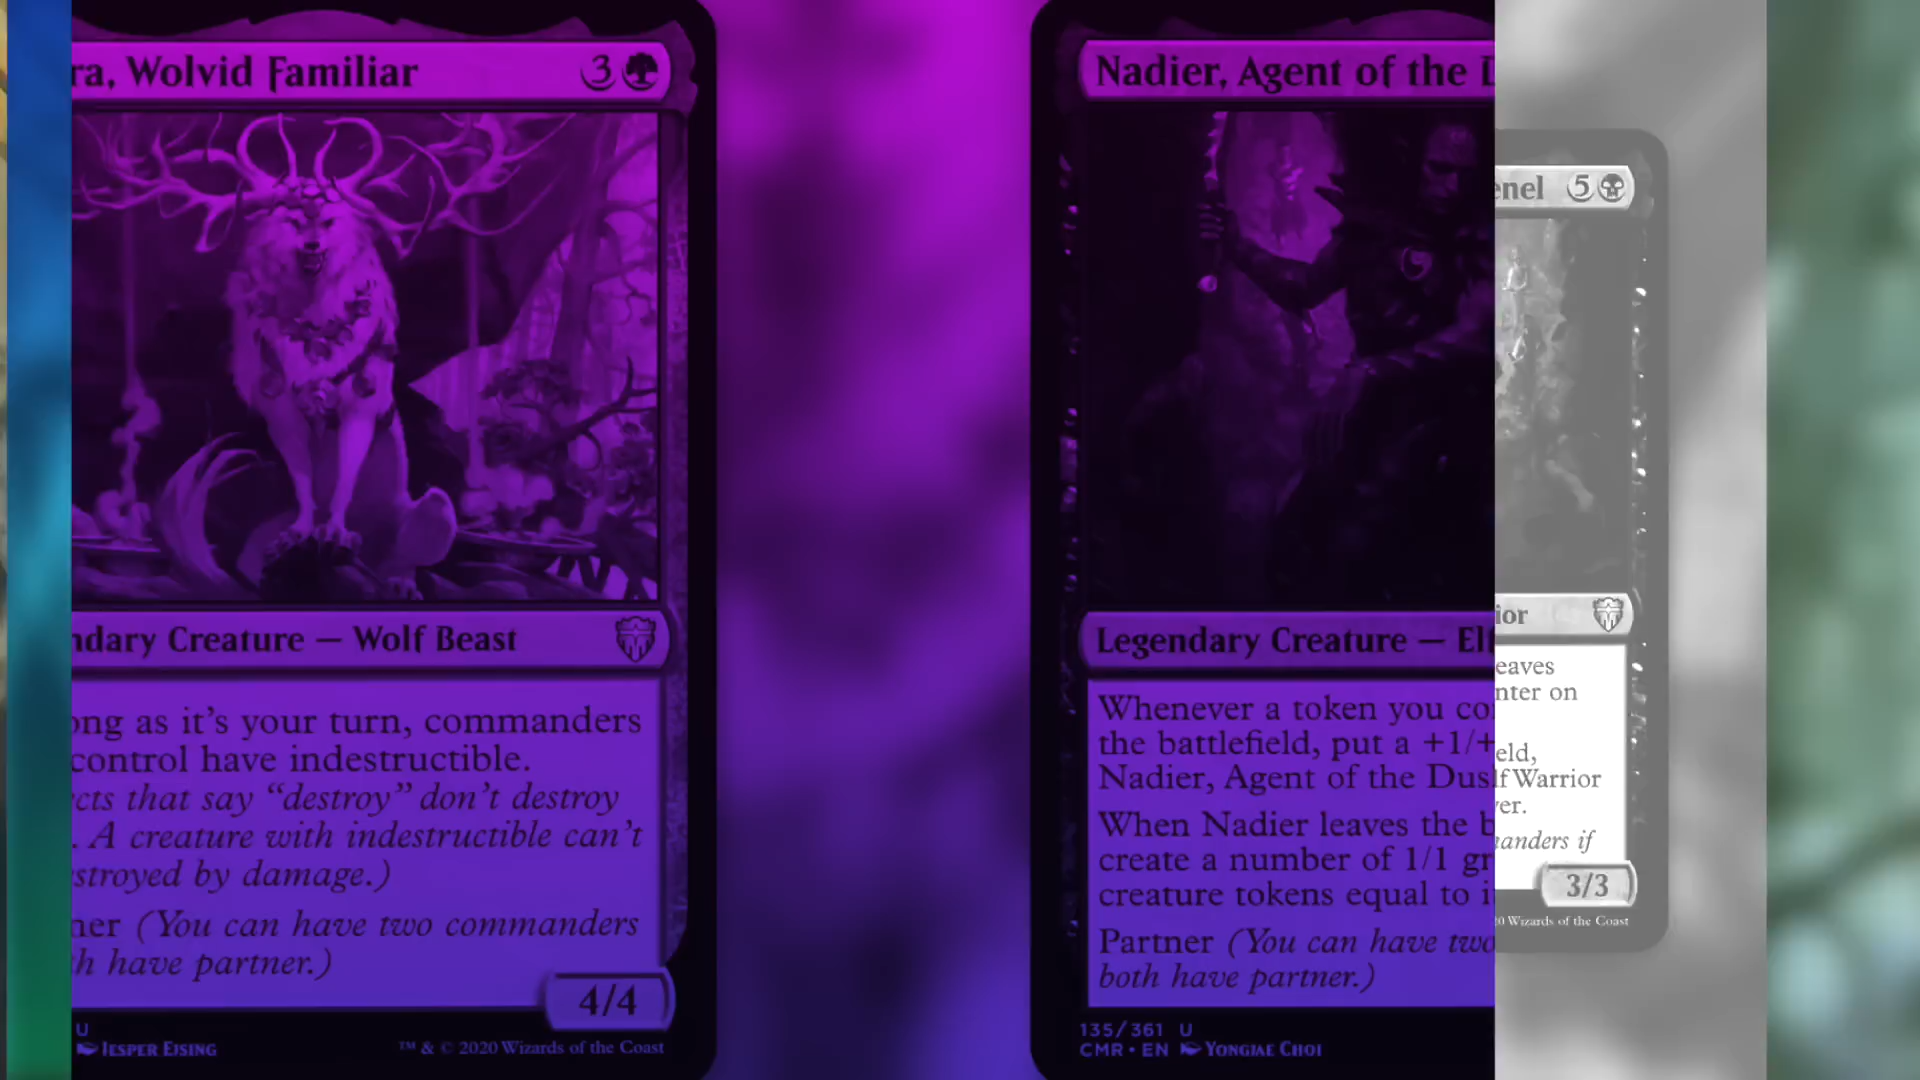 ra, Wolvid Familiar 3
ndary Creature — Wolf Beast
ong as it's your turn, commanders
control have indestructible.
cts that say "destroy" don't destroy
. A creature with indestructible can't
stroyed by damage.)
ner (You can have two commanders
h have partner.)
4/4
U
Jesper Ejsing
™ & © 2020 Wizards of the Coast
Nadier, Agent of the D
Legendary Creature — Elf
Whenever a token you co
the battlefield, put a +1/+
Nadier, Agent of the Dus
When Nadier leaves the b
create a number of 1/1 gr
creature tokens equal to i
Partner (You can have two
both have partner.)
135/361 U
CMR • EN Yongjae Choi
enel 5
ior
eaves
nter on
eld,
lf Warrior
er.
anders if
3/3
20 Wizards of the Coast